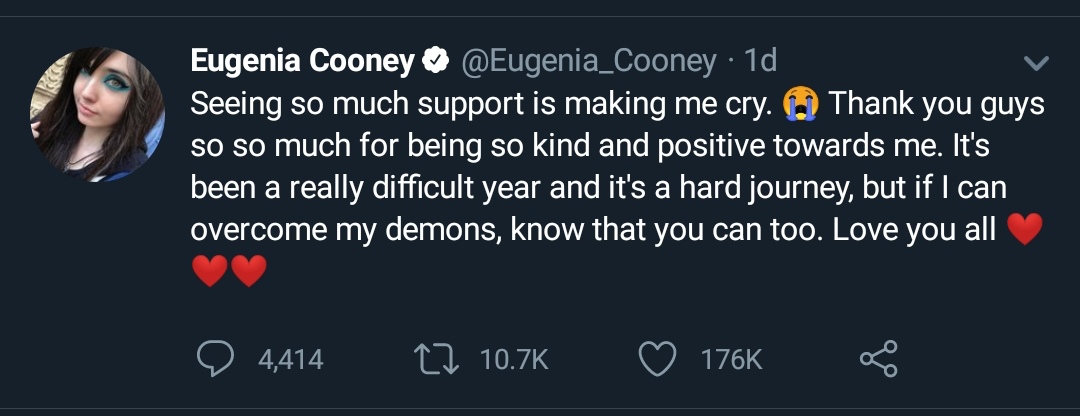 Eugenia Cooney @Eugenia_Cooney · 1d
Seeing so much support is making me cry. 😭 Thank you guys
so so much for being so kind and positive towards me. It's
been a really difficult year and it's a hard journey, but if I can
overcome my demons, know that you can too. Love you all ❤️
❤️❤️
4,414 10.7K 176K